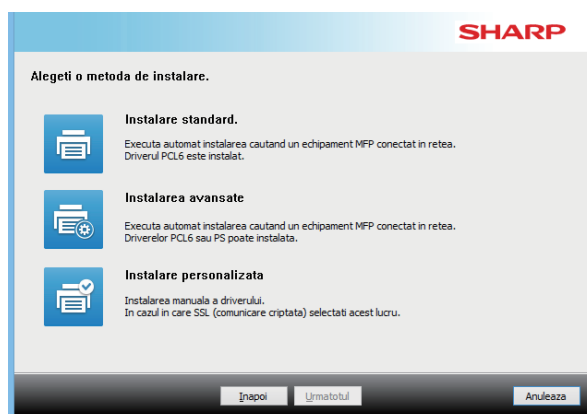 SHARP
Alegeti o metoda de instalare.
Instalare standard.
Executa automat instalarea cautand un echipament MFP conectat in retea.
Driverul PCL6 este instalat.
Instalarea avansate
Executa automat instalarea cautand un echipament MFP conectat in retea.
Driverelor PCL6 sau PS poate instalata.
Instalare personalizata
Instalarea manuala a driverului.
In cazul in care SSL (comunicare criptata) selectati acest lucru.
Inapoi Urmatotul Anuleaza